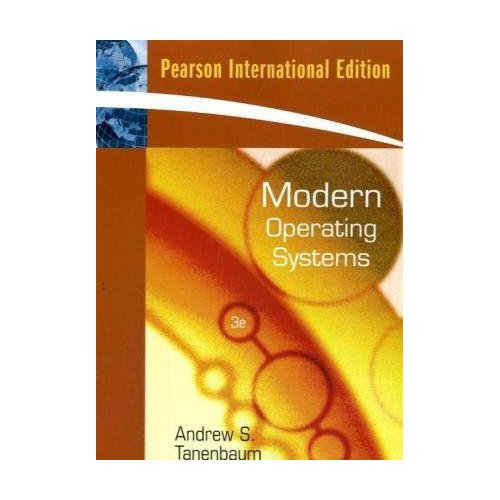 Pearson International Edition
Modern
Operating
Systems
3e
Andrew S.
Tanenbaum